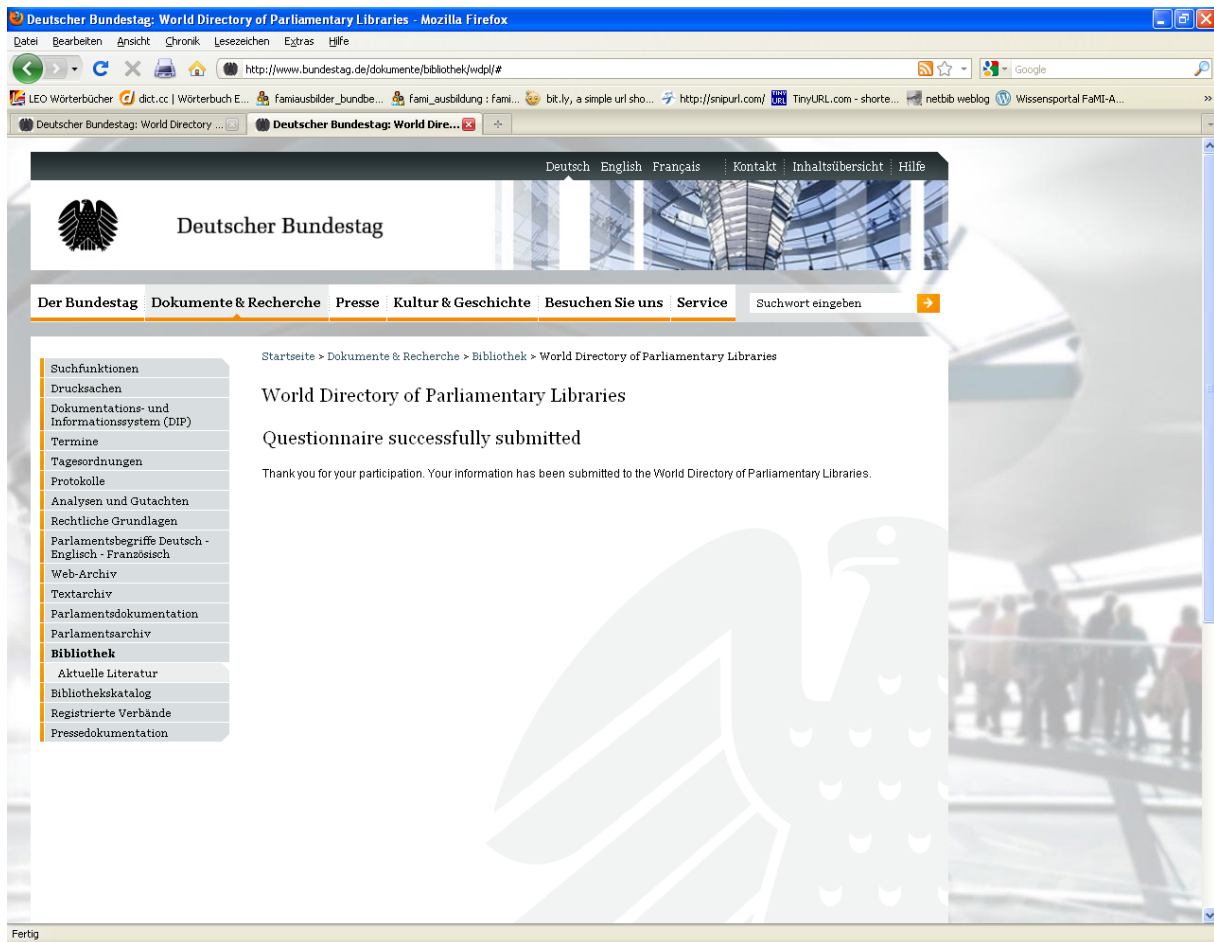 Deutscher Bundestag: World Directory of Parliamentary Libraries - Mozilla Firefox
Datei Bearbeiten Ansicht Chronik Lesezeichen Extras Hilfe
http://www.bundestag.de/dokumente/bibliothek/wdpl/# Google
LEO Wörterbücher dict.cc | Wörterbuch E... famiausbilder_bundbe... fami_ausbildung : fami... bit.ly, a simple url sho... http://snipurl.com/ TINY URL TinyURL.com - shorte... netbib weblog Wissensportal FaMI-A... »
Deutscher Bundestag: World Directory ... Deutscher Bundestag: World Dire...
Deutsch English Français Kontakt Inhaltsübersicht Hilfe
Deutscher Bundestag
Der Bundestag Dokumente & Recherche Presse Kultur & Geschichte Besuchen Sie uns Service Suchwort eingeben
Startseite > Dokumente & Recherche > Bibliothek > World Directory of Parliamentary Libraries
Suchfunktionen
Drucksachen
Dokumentations- und
Informationssystem (DIP)
Termine
Tagesordnungen
Protokolle
Analysen und Gutachten
Rechtliche Grundlagen
Parlamentsbegriffe Deutsch -
Englisch - Französisch
Web-Archiv
Textarchiv
Parlamentsdokumentation
Parlamentsarchiv
Bibliothek
Aktuelle Literatur
Bibliothekskatalog
Registrierte Verbände
Pressedokumentation
World Directory of Parliamentary Libraries
Questionnaire successfully submitted
Thank you for your participation. Your information has been submitted to the World Directory of Parliamentary Libraries.
Fertig